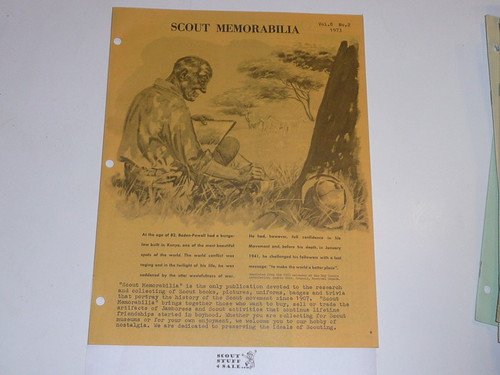 SCOUT MEMORABILIA
Vol.8 No.2
1973
At the age of 82, Baden-Powell had a bunga-
low built in Kenya, one of the most beautiful
spots of the world. The world conflict was
raging and in the twilight of his life, he was
saddened by the utter wastefulness of war.
He had, however, full confidence in his
Movement and before his death in January
1941, he challenged his followers with a last
message: "to make the world a better place".
"Scout Memorabilia" is the only publication devoted to the research
and collecting of Scout books, pictures, uniforms, badges and trivia
that portray the history of the Scout movement since 1907. "Scout
Memorabilia" brings together those who want to buy, sell or trade the
artifacts of Jamborees and Scout activities that continue lifetime
friendships started in boyhood. Whether you are collecting for Scout
museums or for your own enjoyment, we welcome you to our hobby of
nostalgia. We are dedicated to preserving the ideals of Scouting.
SCOUT
STUFF
4 SALE